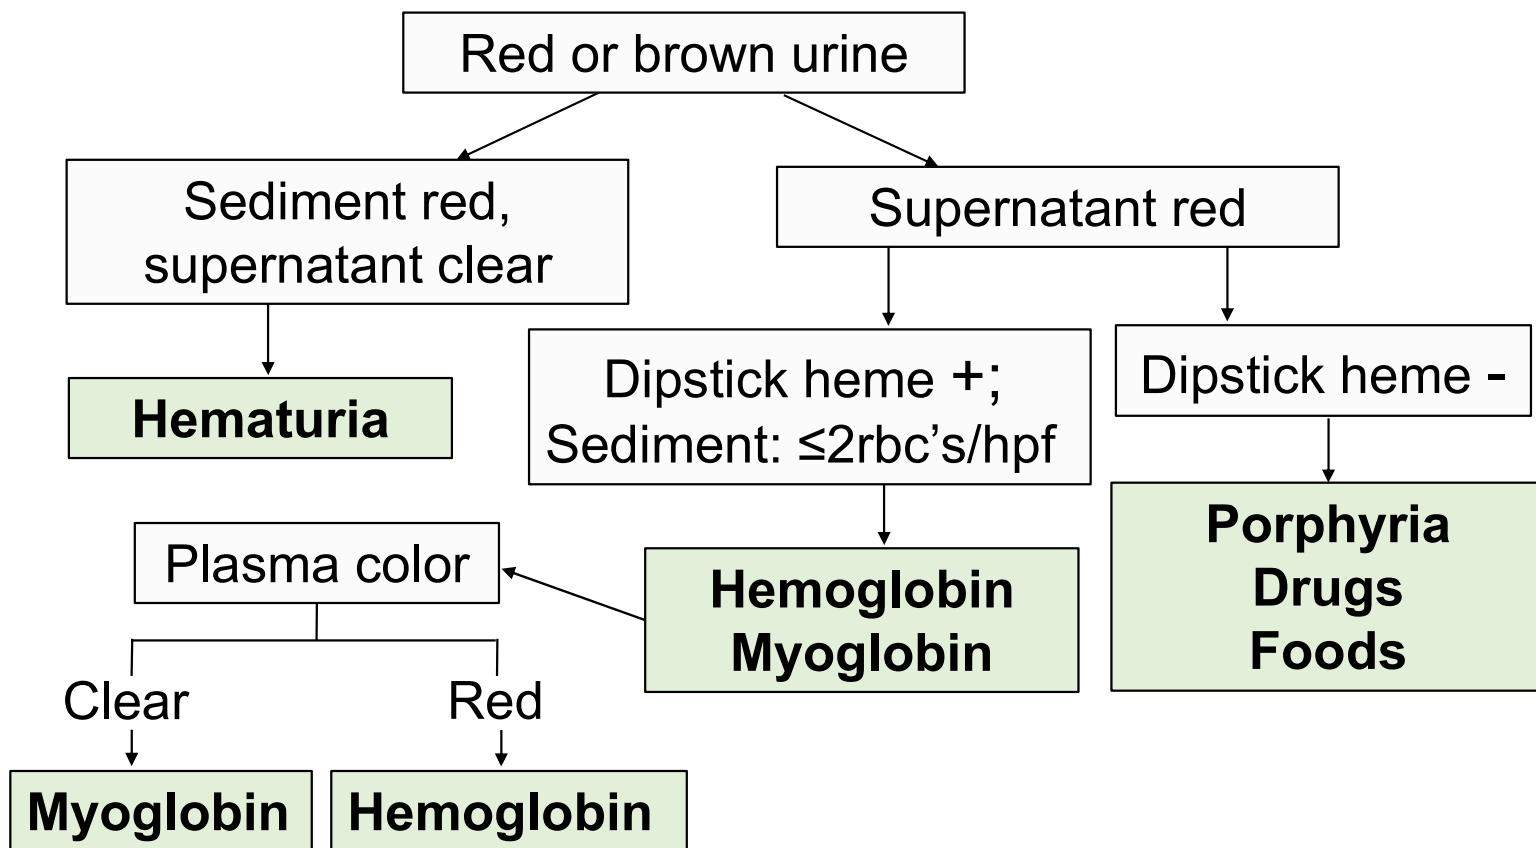 Red or brown urine
Sediment red,
supernatant clear
Supernatant red
Hematuria
Dipstick heme +;
Sediment: ≤2rbc’s/hpf
Dipstick heme -
Plasma color
Hemoglobin
Myoglobin
Porphyria
Drugs
Foods
Clear
Red
Myoglobin
Hemoglobin